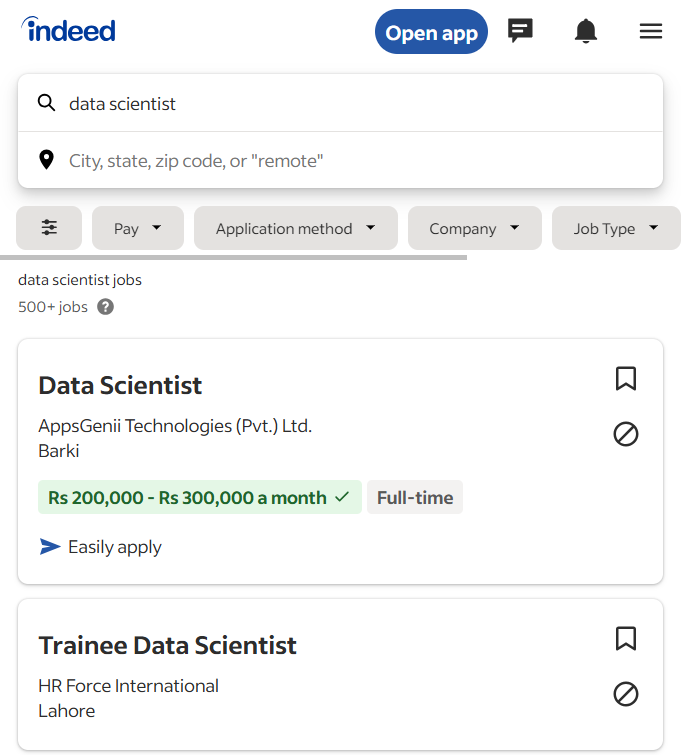 indeed
Open app
data scientist
City, state, zip code, or "remote"
Pay
Application method
Company
Job Type
data scientist jobs
500+ jobs ?
Data Scientist
AppsGenii Technologies (Pvt.) Ltd.
Barki
Rs 200,000 - Rs 300,000 a month
Full-time
Easily apply
Trainee Data Scientist
HR Force International
Lahore